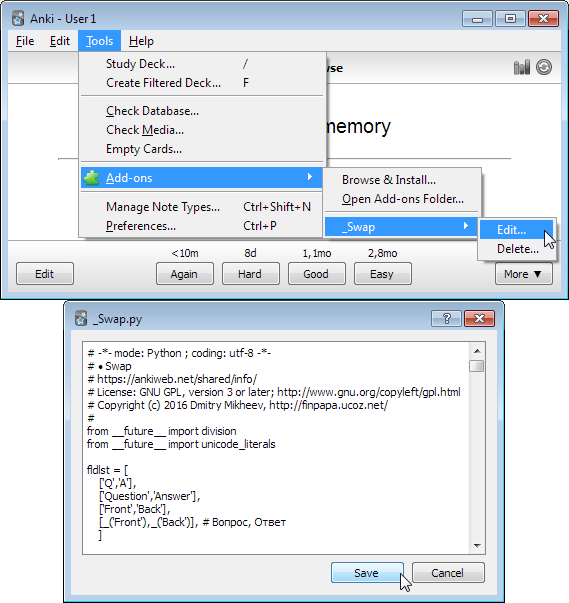 Anki - User 1
File Edit Tools Help
Study Deck... /
Create Filtered Deck... F
Check Database...
Check Media...
Empty Cards...
Add-ons
Manage Note Types... Ctrl+Shift+N
Preferences... Ctrl+P
Browse & Install...
Open Add-ons Folder...
_Swap
Edit...
Delete...
memory
<10m 8d 1,1mo 2,8mo
Edit Again Hard Good Easy More ▼
_Swap.py
# -*- mode: Python ; coding: utf-8 -*-
# • Swap
# https://ankiweb.net/shared/info/
# License: GNU GPL, version 3 or later; http://www.gnu.org/copyleft/gpl.html
# Copyright (c) 2016 Dmitry Mikheev, http://finpapa.ucoz.net/
#
from __future__ import division
from __future__ import unicode_literals
fldlst = [
['Q','A'],
['Question','Answer'],
['Front','Back'],
[_('Front'),_('Back')], # Вопрос, Ответ
]
Save Cancel